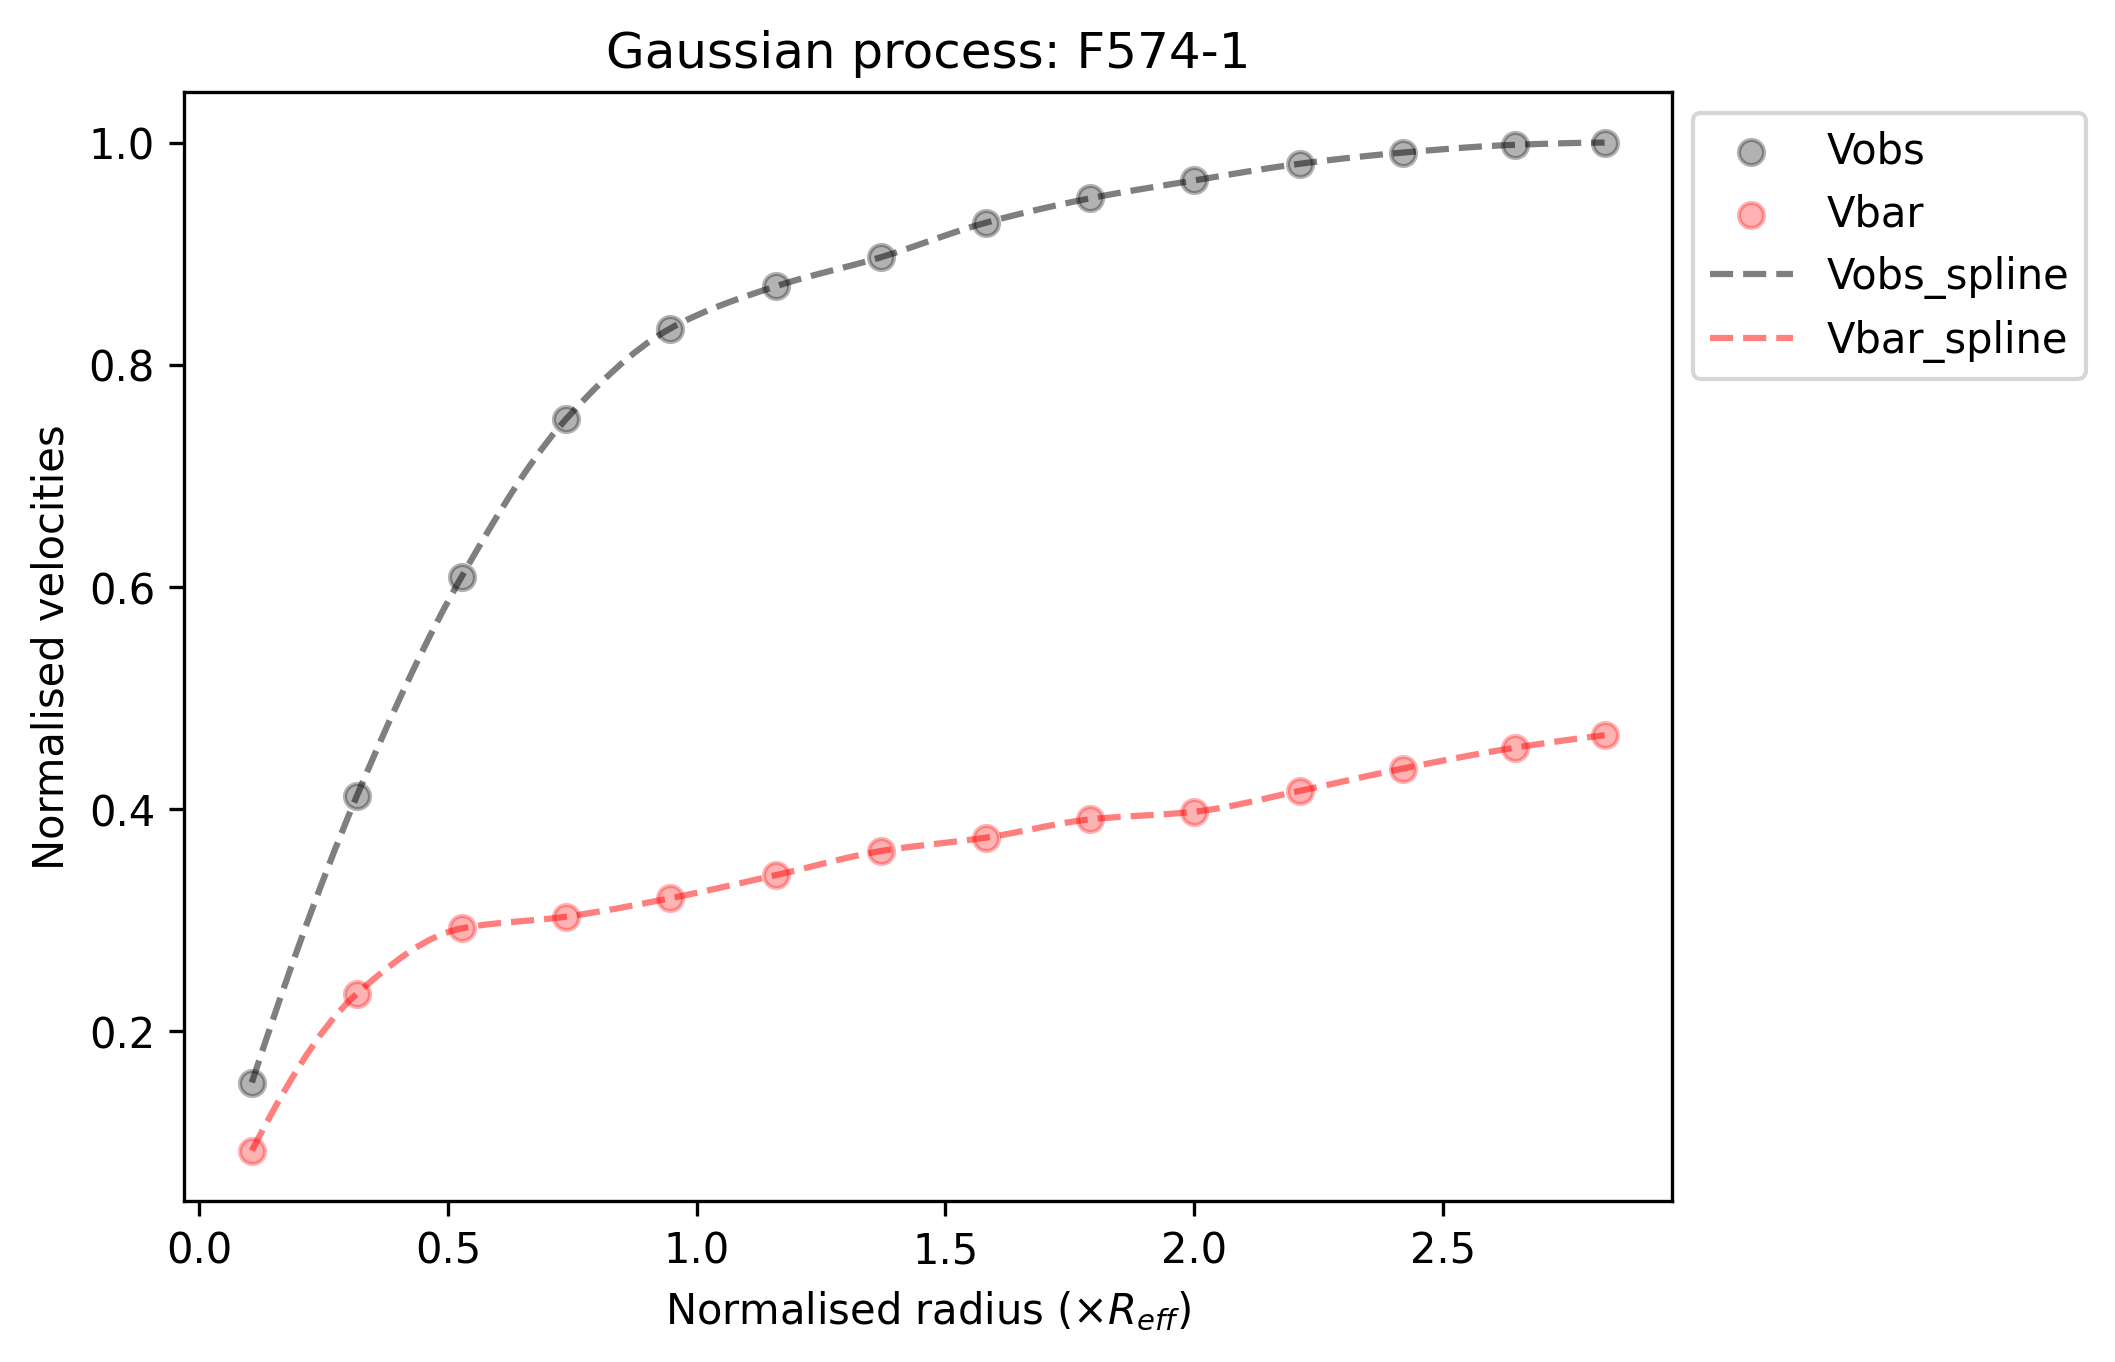 Gaussian process: F574-1
1.0
0.8
0.6
0.4
0.2
Normalised velocities
0.0 0.5 1.0 1.5 2.0 2.5
Normalised radius (×R_eff)
Vobs
Vbar
Vobs_spline
Vbar_spline